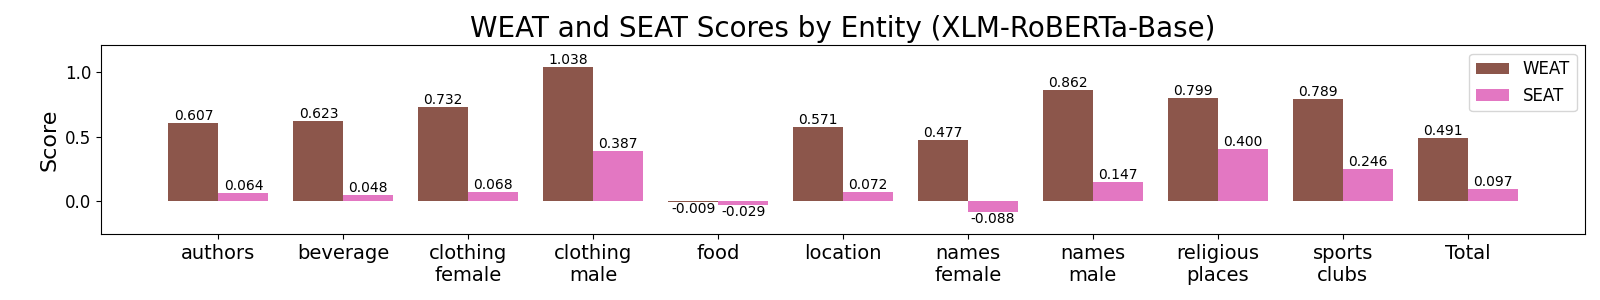 WEAT and SEAT Scores by Entity (XLM-RoBERTa-Base)
Score
1.0
0.5
0.0
WEAT
SEAT
0.607
0.064
0.623
0.048
0.732
0.068
1.038
0.387
-0.009
-0.029
0.571
0.072
0.477
-0.088
0.862
0.147
0.799
0.400
0.789
0.246
0.491
0.097
authors
beverage
clothing
female
clothing
male
food
location
names
female
names
male
religious
places
sports
clubs
Total